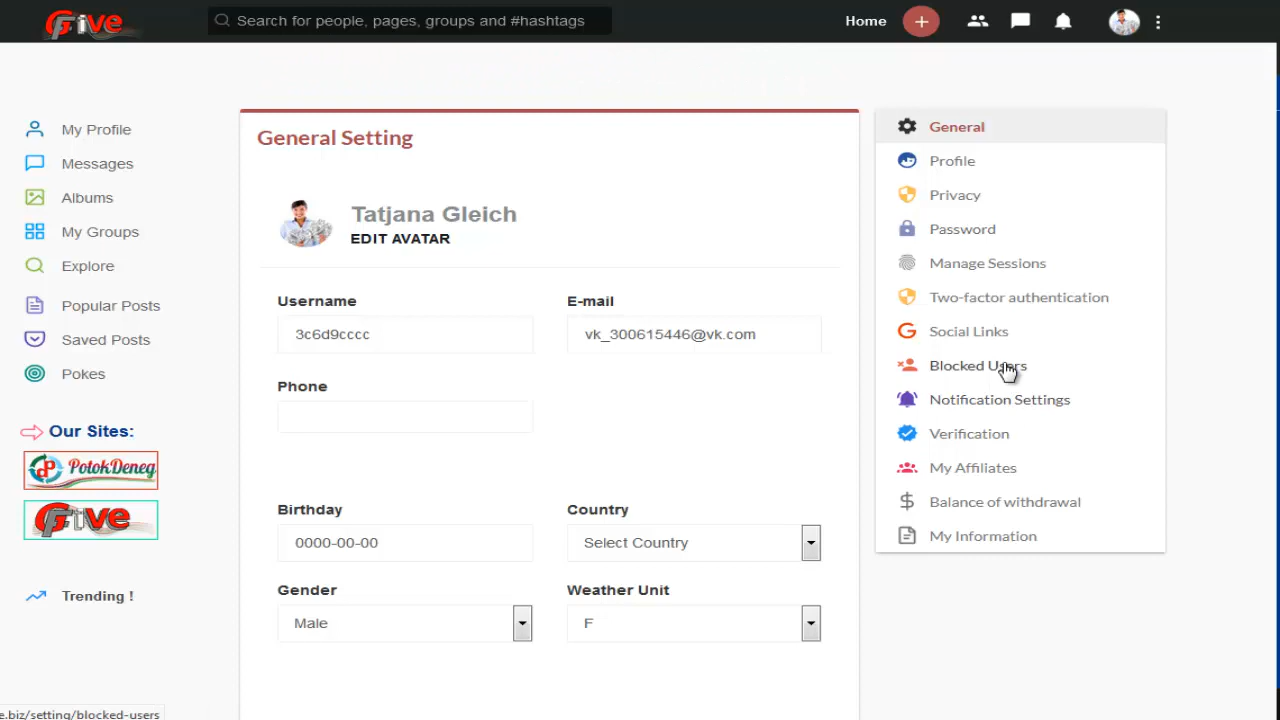 GFive
Search for people, pages, groups and #hashtags
Home
My Profile
Messages
Albums
My Groups
Explore
Popular Posts
Saved Posts
Pokes
Our Sites:
PotokDeneg
GFive
Trending !
General Setting
Tatjana Gleich
EDIT AVATAR
Username
E-mail
3c6d9cccc
vk_300615446@vk.com
Phone
Birthday
Country
0000-00-00
Select Country
Gender
Weather Unit
Male
F
General
Profile
Privacy
Password
Manage Sessions
Two-factor authentication
Social Links
Blocked Users
Notification Settings
Verification
My Affiliates
Balance of withdrawal
My Information
e.biz/setting/blocked-users